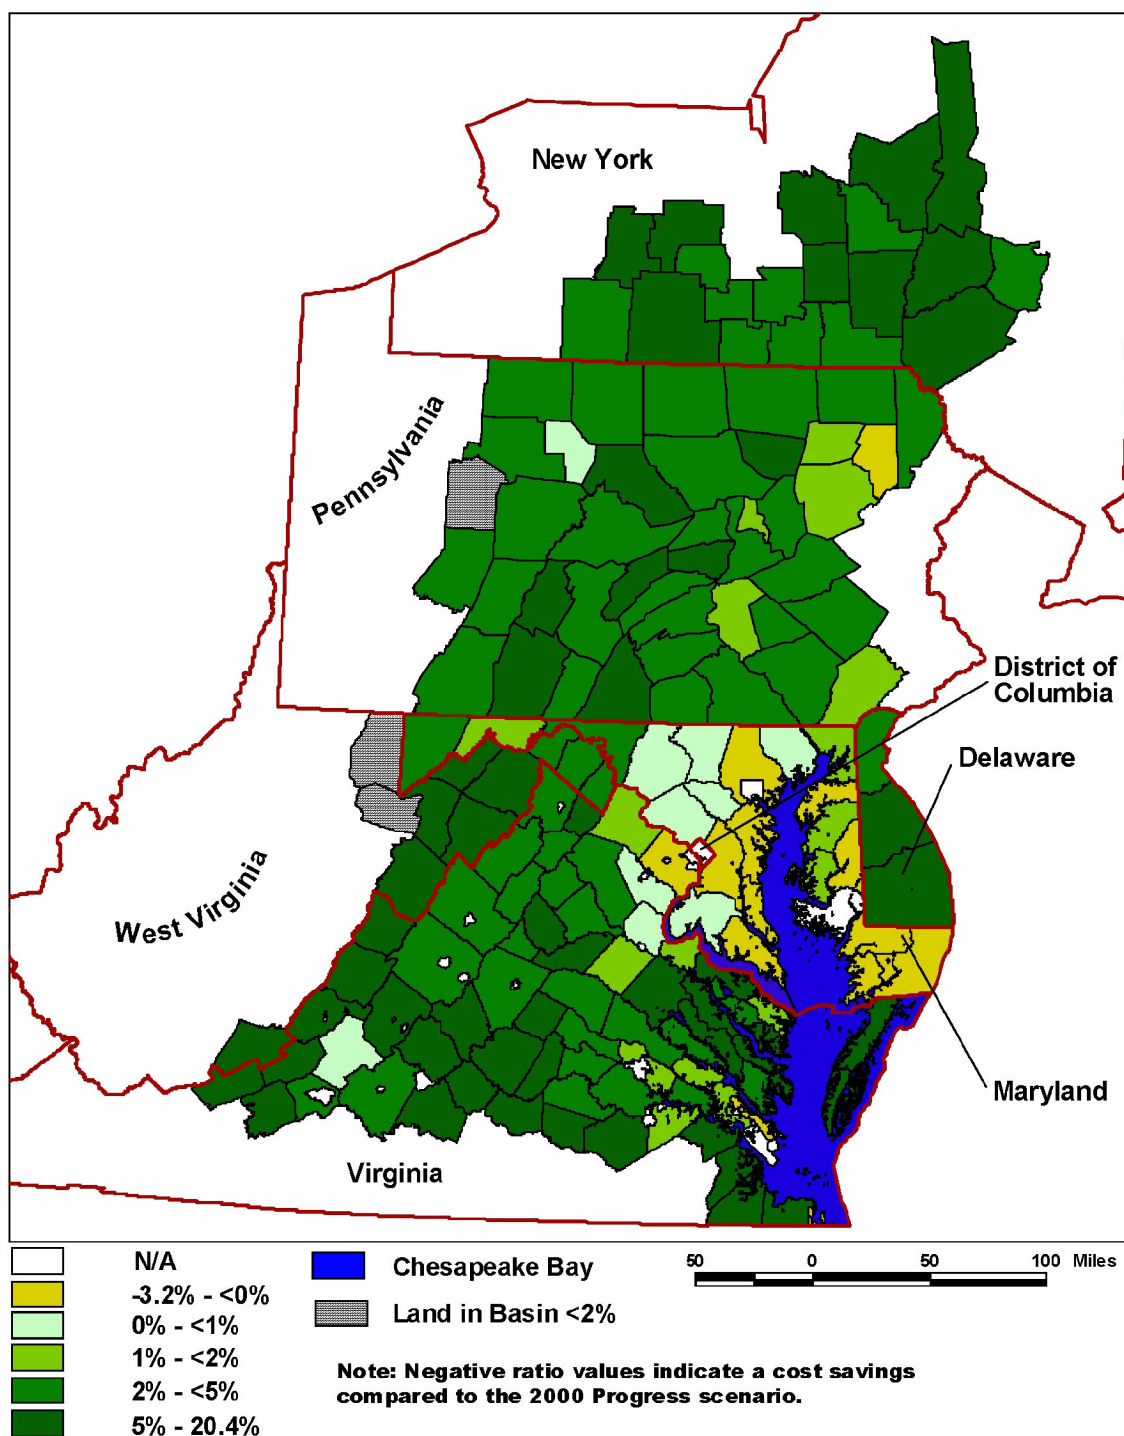 New York
Pennsylvania
District of
Columbia
Delaware
West Virginia
Maryland
Virginia
N/A
-3.2% - <0%
0% - <1%
1% - <2%
2% - <5%
5% - 20.4%
Chesapeake Bay
Land in Basin <2%
50 0 50 100 Miles
Note: Negative ratio values indicate a cost savings
compared to the 2000 Progress scenario.